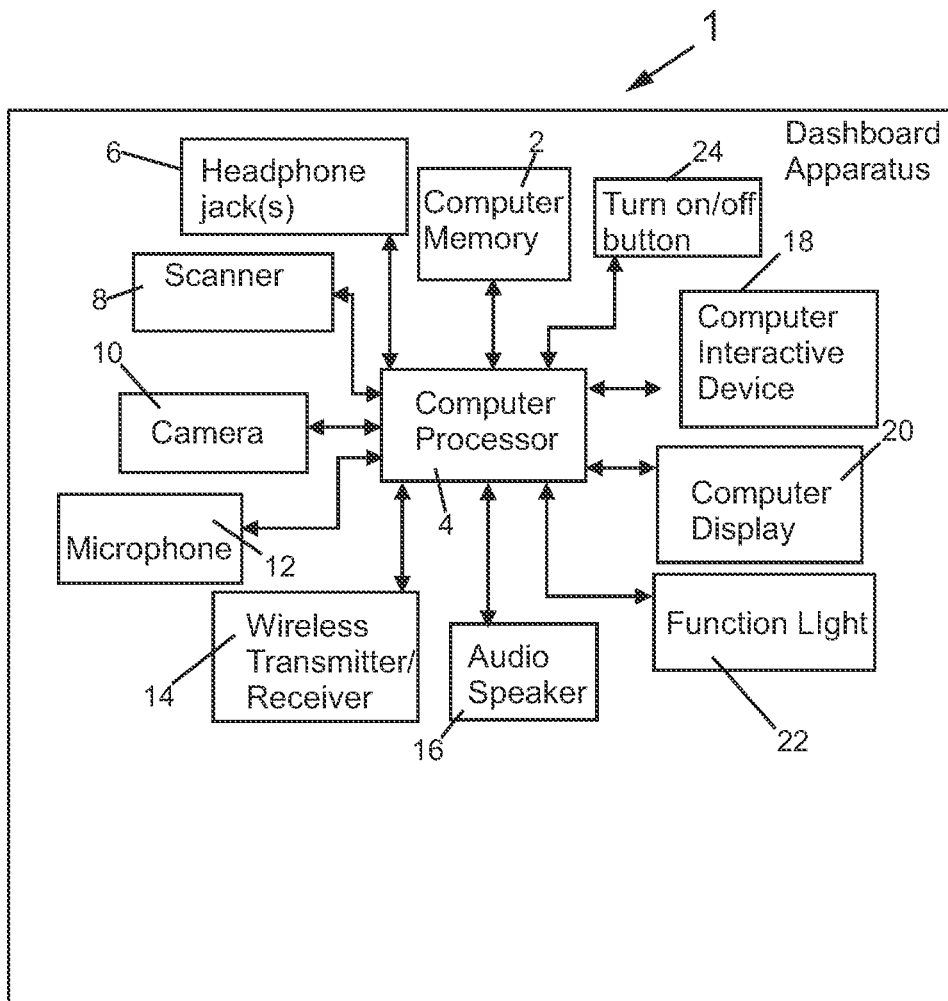 1
Dashboard
Apparatus
6
Headphone
jack(s)
2
Computer
Memory
24
Turn on/off
button
8
Scanner
18
Computer
Interactive
Device
10
Camera
Computer
Processor
4
20
Computer
Display
Microphone
12
14
Wireless
Transmitter/
Receiver
Audio
Speaker
16
Function LIght
22